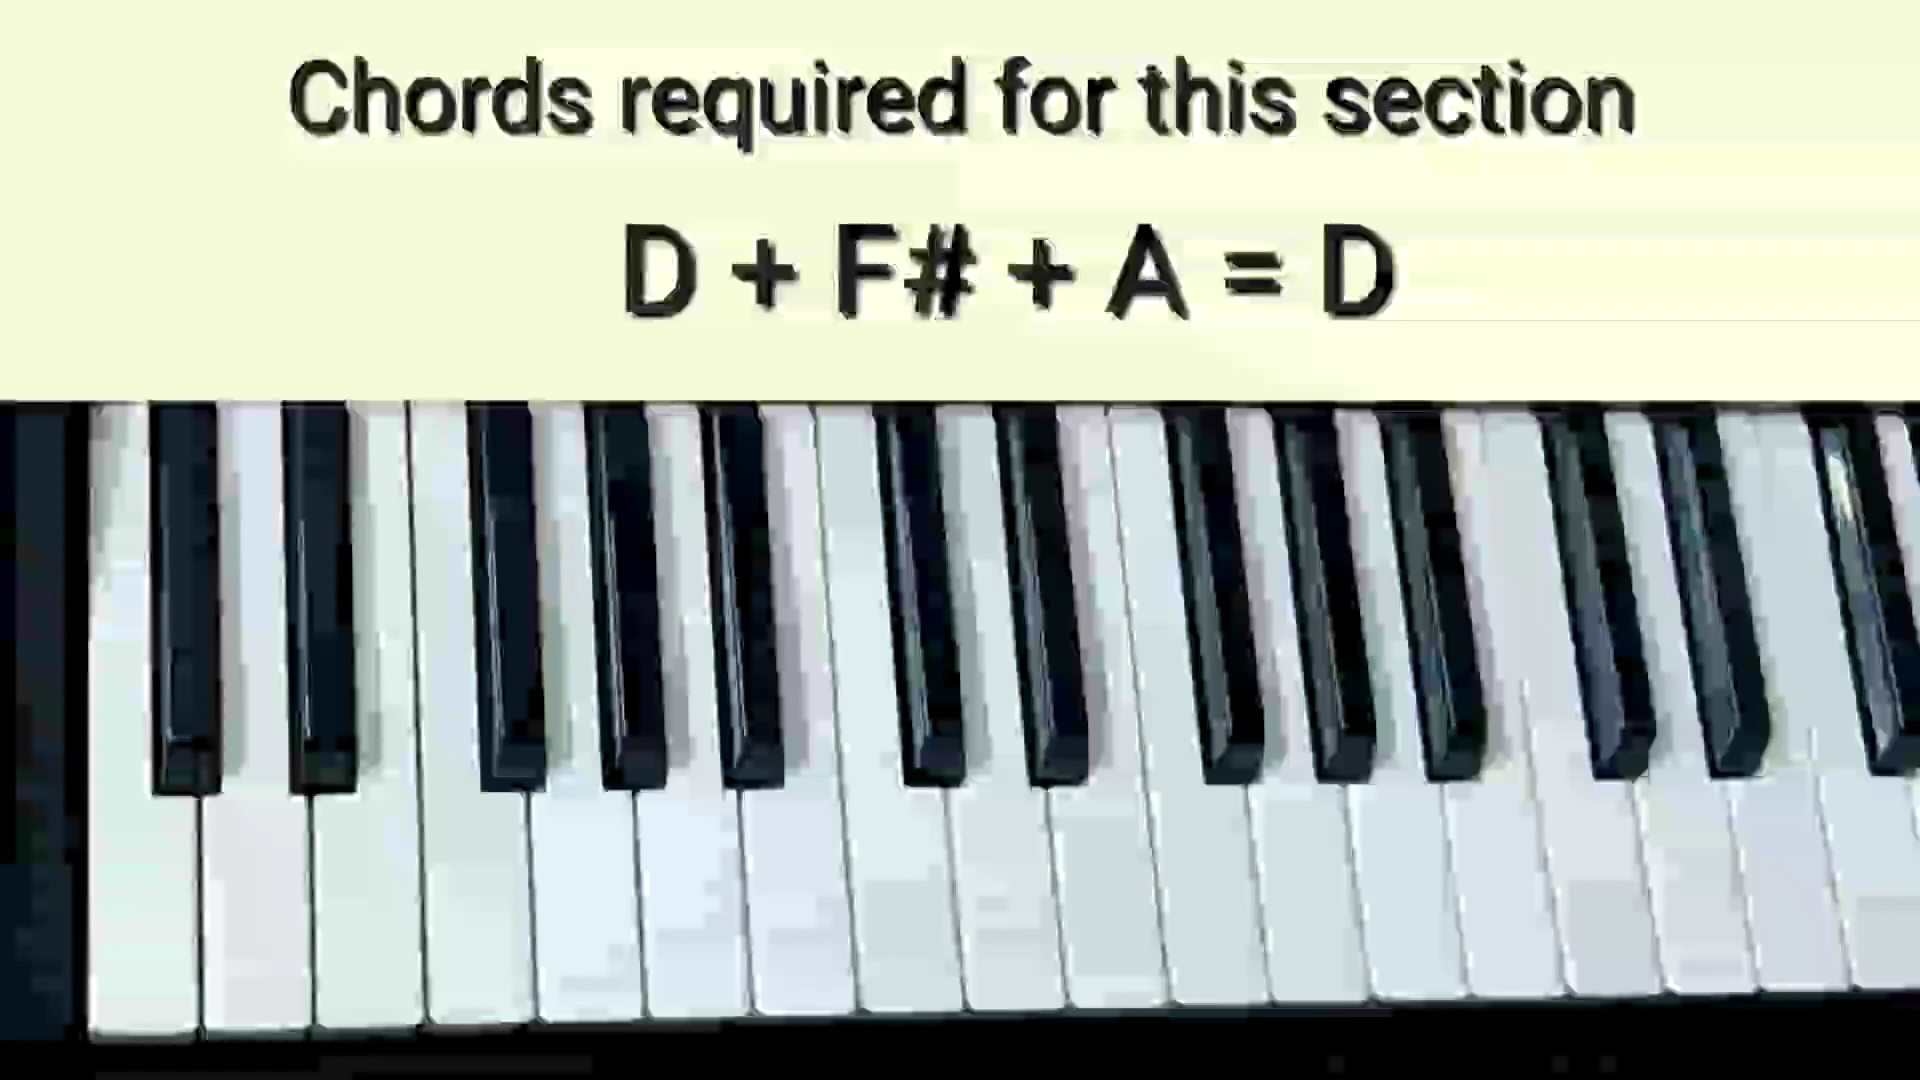 Chords required for this section
D + F# + A = D